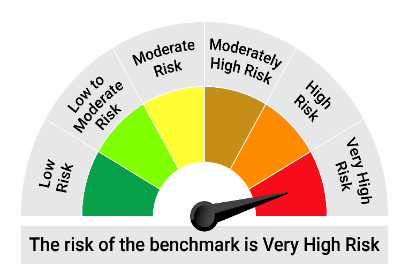 Low
Risk
Low to
Moderate
Risk
Moderate
Risk
Moderately
High Risk
High
Risk
Very High
Risk
The risk of the benchmark is Very High Risk